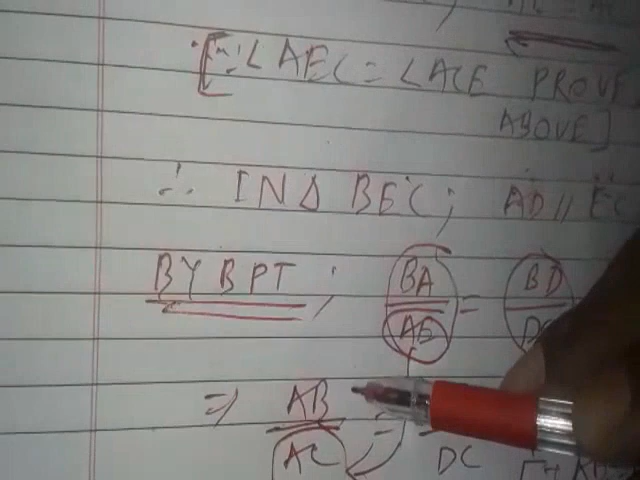 [∵ ∠AEC = ∠ACE PROVE
ABOVE]
∴ IN Δ BEC; AD // EC
BY BPT; BA/AE = BD/DC
⇒ AB/AC = /DC